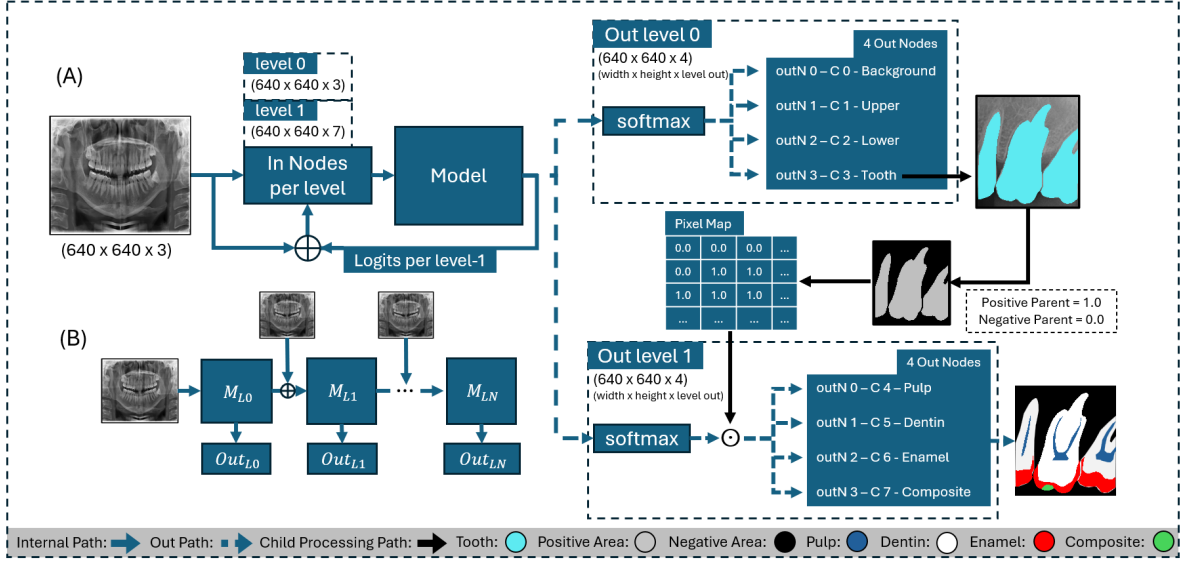 (A)
level 0
(640 x 640 x 3)
level 1
(640 x 640 x 7)
In Nodes
per level
Model
(640 x 640 x 3)
Logits per level-1
Out level 0
(640 x 640 x 4)
(width x height x level out)
softmax
4 Out Nodes
outN 0 – C 0 - Background
outN 1 – C 1 - Upper
outN 2 – C 2 - Lower
outN 3 – C 3 - Tooth
Pixel Map
0.0 0.0 0.0 ...
0.0 1.0 1.0 ...
1.0 1.0 1.0 ...
... ... ... ...
Positive Parent = 1.0
Negative Parent = 0.0
(B)
M_L0
M_L1
...
M_LN
Out_L0
Out_L1
Out_LN
Out level 1
(640 x 640 x 4)
(width x height x level out)
softmax
4 Out Nodes
outN 0 – C 4 – Pulp
outN 1 – C 5 – Dentin
outN 2 – C 6 - Enamel
outN 3 – C 7 - Composite
Internal Path: Out Path: Child Processing Path: Tooth: Positive Area: Negative Area: Pulp: Dentin: Enamel: Composite: